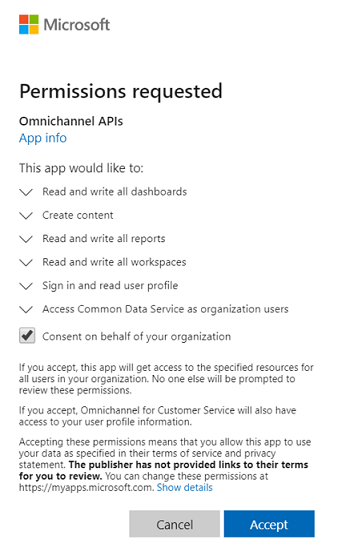 Microsoft
Permissions requested
Omnichannel APIs
App info
This app would like to:
Read and write all dashboards
Create content
Read and write all reports
Read and write all workspaces
Sign in and read user profile
Access Common Data Service as organization users
Consent on behalf of your organization
If you accept, this app will get access to the specified resources for
all users in your organization. No one else will be prompted to
review these permissions.
If you accept, Omnichannel for Customer Service will also have
access to your user profile information.
Accepting these permissions means that you allow this app to use
your data as specified in their terms of service and privacy
statement. The publisher has not provided links to their terms
for you to review. You can change these permissions at
https://myapps.microsoft.com. Show details
Cancel Accept